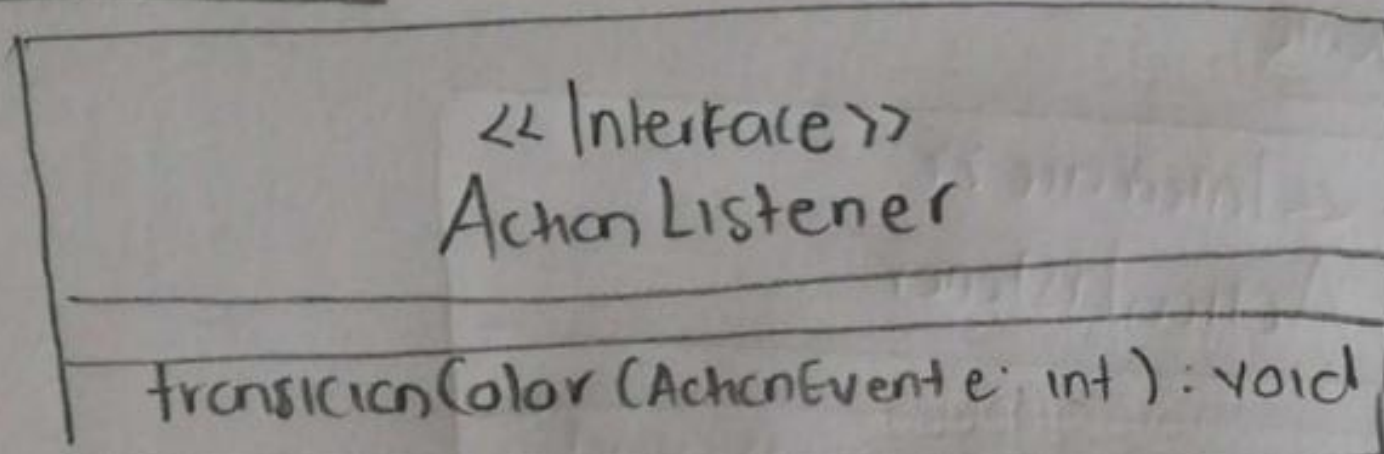 << Interface >>
ActionListener
transicionColor (ActionEvent e: int) : void